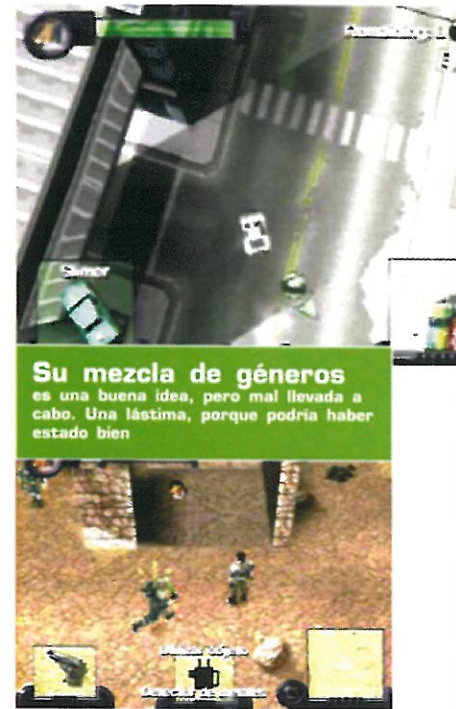 Su mezcla de géneros
es una buena idea, pero mal llevada a
cabo. Una lástima, porque podría haber
estado bien